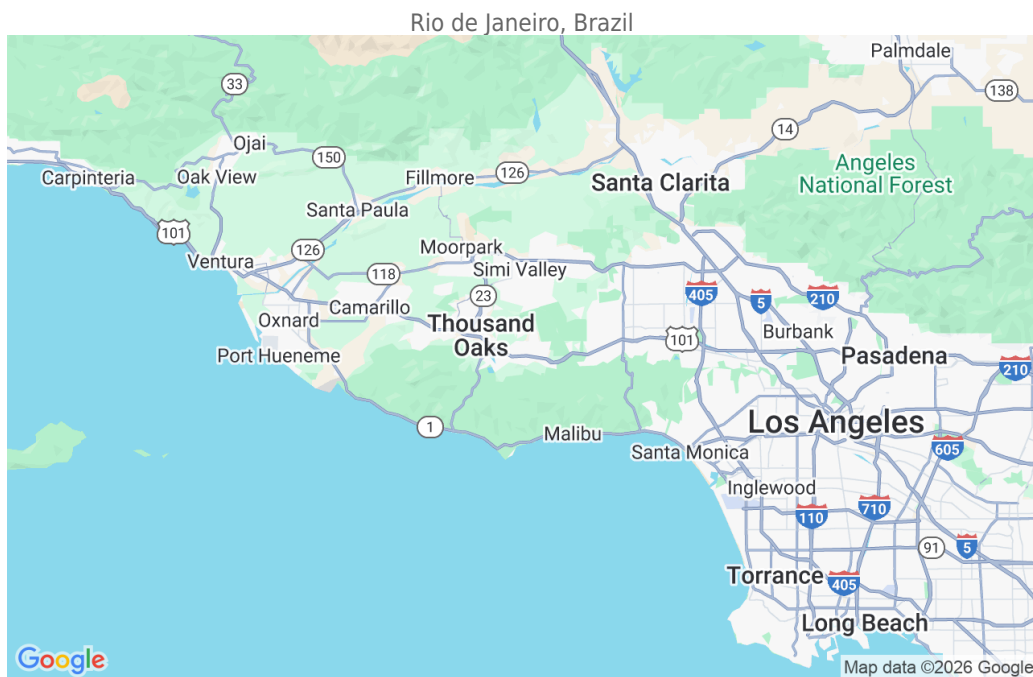 Rio de Janeiro, Brazil
Palmdale
33
138
14
Ojai
150
Angeles
National Forest
Carpinteria
Oak View
Fillmore
126
Santa Clarita
Santa Paula
101
126
Moorpark
Ventura
118
Simi Valley
23
405
5
210
Camarillo
Oxnard
Thousand
Oaks
101
Burbank
Port Hueneme
Pasadena
210
1
Malibu
Los Angeles
Santa Monica
605
Inglewood
110
710
91
5
Torrance
405
Long Beach
Google
Map data ©2026 Google